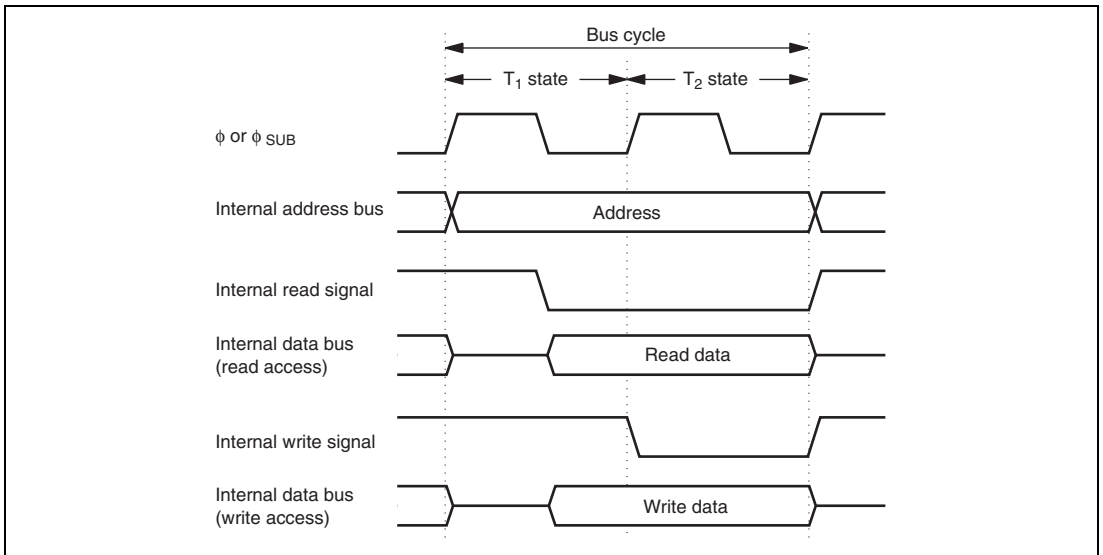 Bus cycle
T1 state
T2 state
φ or φ SUB
Internal address bus
Address
Internal read signal
Internal data bus
(read access)
Read data
Internal write signal
Internal data bus
(write access)
Write data